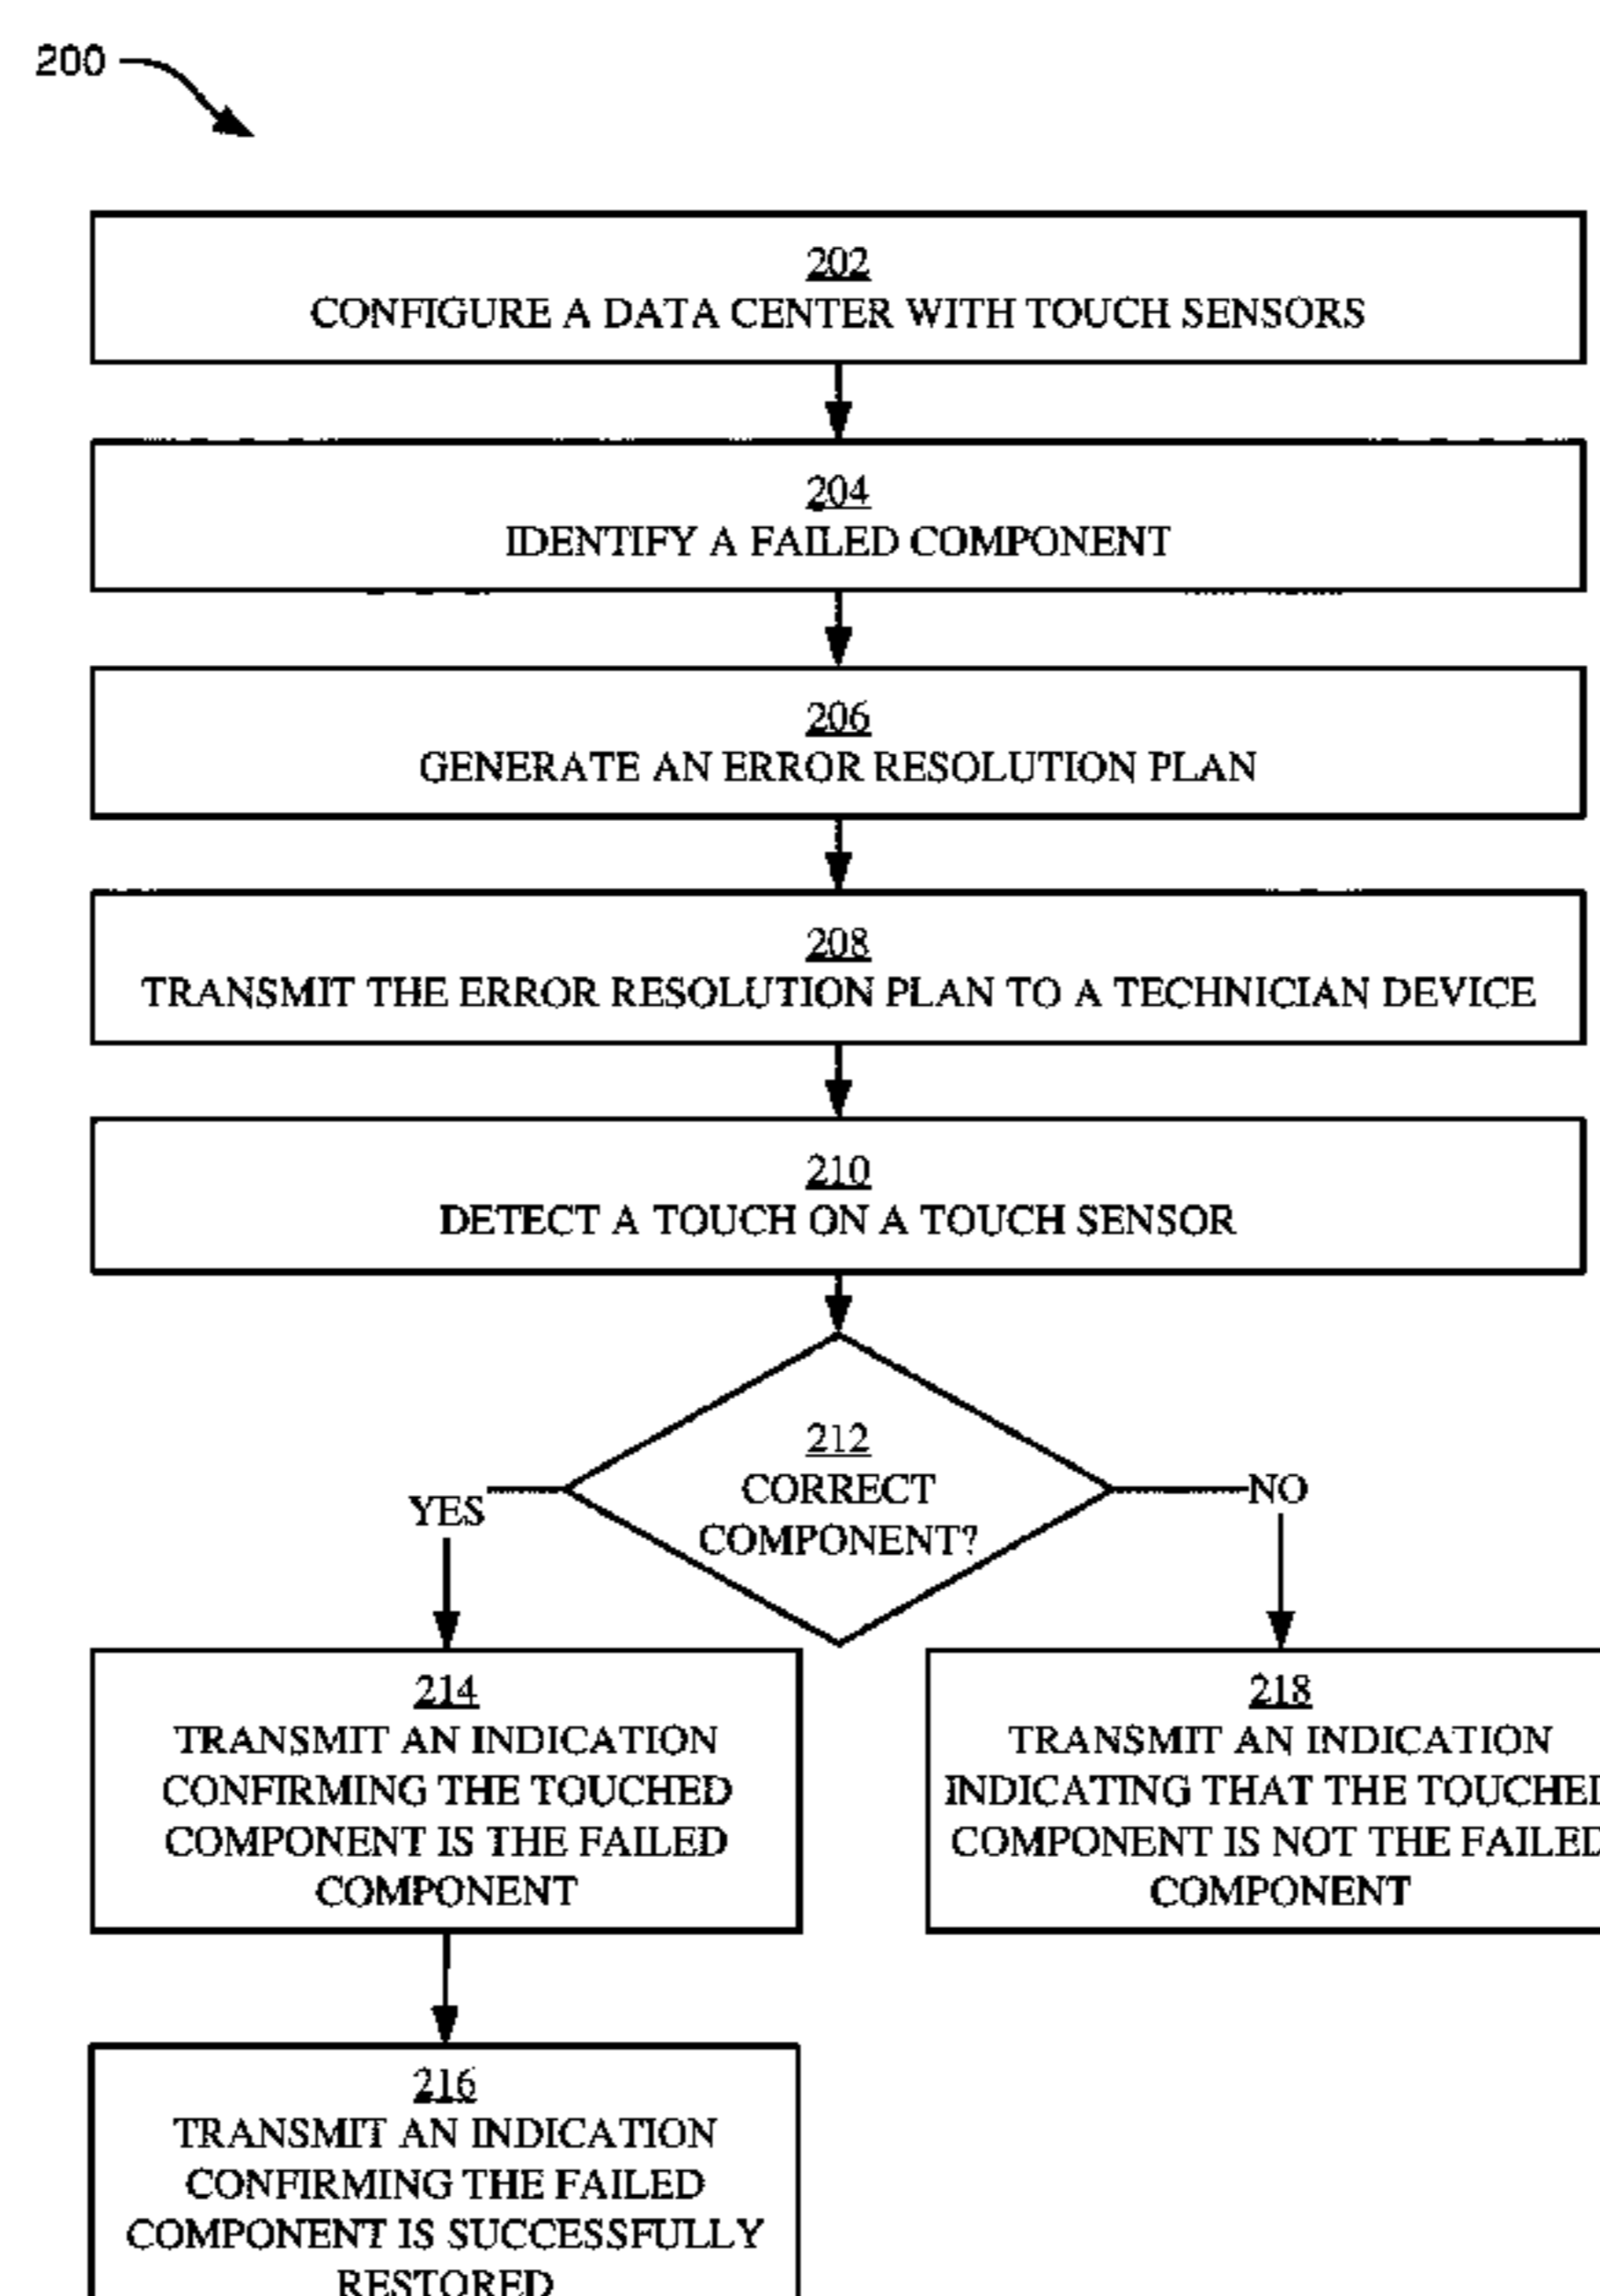 200
202
CONFIGURE A DATA CENTER WITH TOUCH SENSORS
204
IDENTIFY A FAILED COMPONENT
206
GENERATE AN ERROR RESOLUTION PLAN
208
TRANSMIT THE ERROR RESOLUTION PLAN TO A TECHNICIAN DEVICE
210
DETECT A TOUCH ON A TOUCH SENSOR
212
CORRECT
COMPONENT?
YES
NO
214
TRANSMIT AN INDICATION
CONFIRMING THE TOUCHED
COMPONENT IS THE FAILED
COMPONENT
218
TRANSMIT AN INDICATION
INDICATING THAT THE TOUCHED
COMPONENT IS NOT THE FAILED
COMPONENT
216
TRANSMIT AN INDICATION
CONFIRMING THE FAILED
COMPONENT IS SUCCESSFULLY
RESTORED